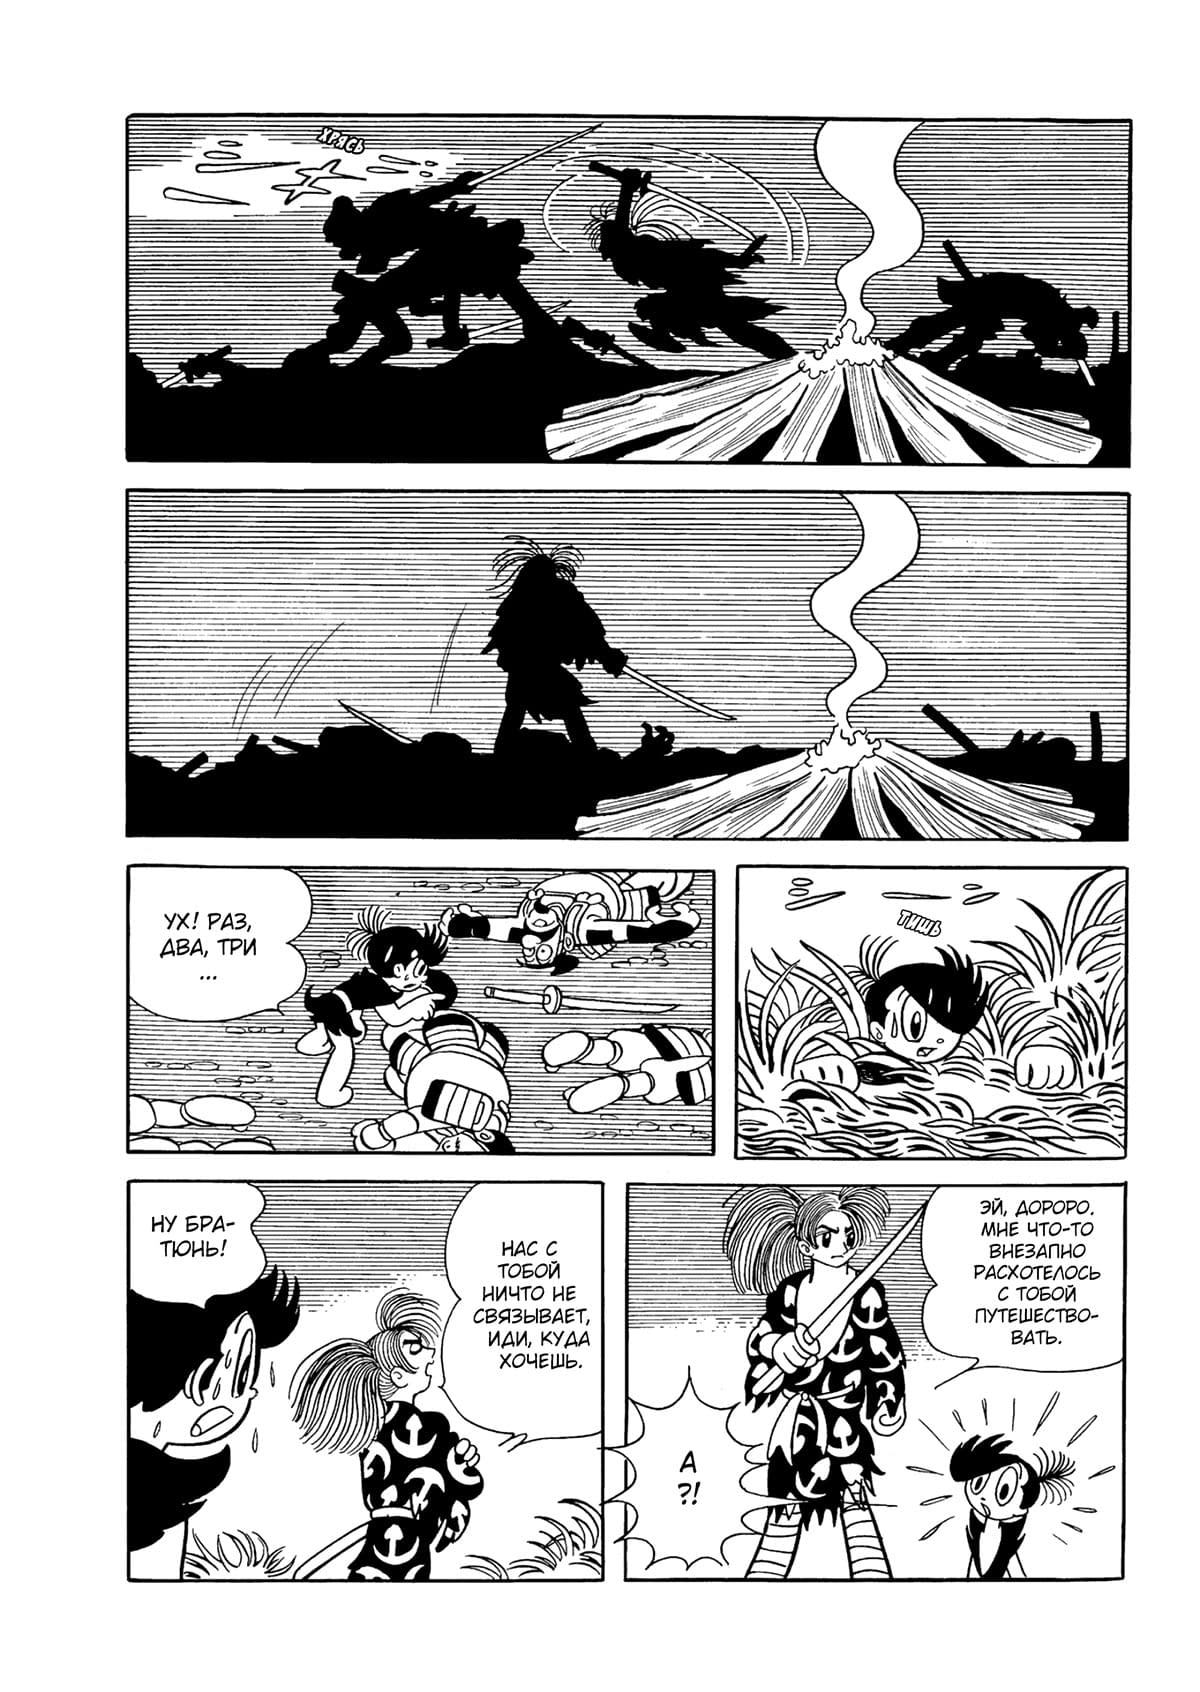 ХРЯСЬ
ТИШЬ
УХ! РАЗ,
ДВА, ТРИ
...
ЭЙ, ДОРОРО.
МНЕ ЧТО-ТО
ВНЕЗАПНО
РАСХОТЕЛОСЬ
С ТОБОЙ
ПУТЕШЕСТВО-
ВАТЬ.
А
?!
НАС С
ТОБОЙ
НИЧТО НЕ
СВЯЗЫВАЕТ,
ИДИ, КУДА
ХОЧЕШЬ.
НУ БРА-
ТЮНЬ!